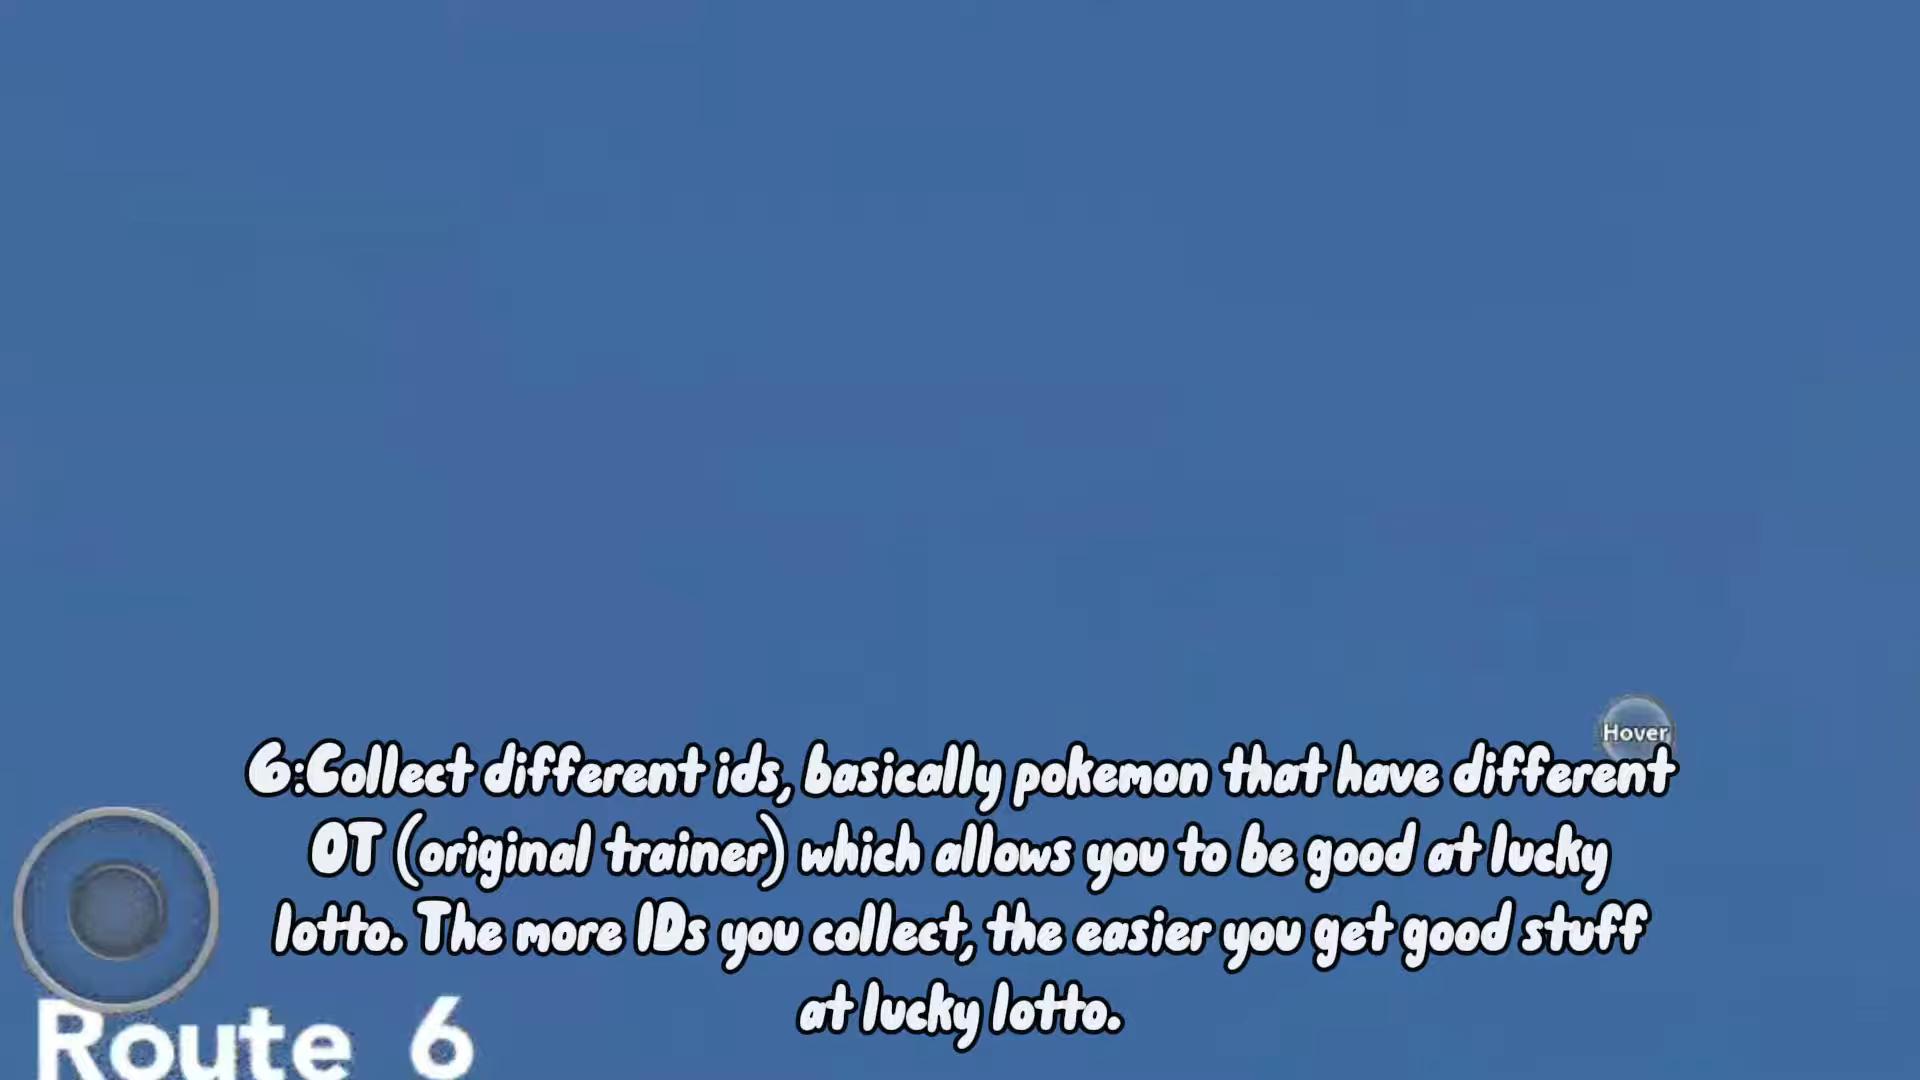 Hover
6:Collect different ids, basically pokemon that have different
OT (original trainer) which allows you to be good at lucky
lotto. The more IDs you collect, the easier you get good stuff
at lucky lotto.
Route 6